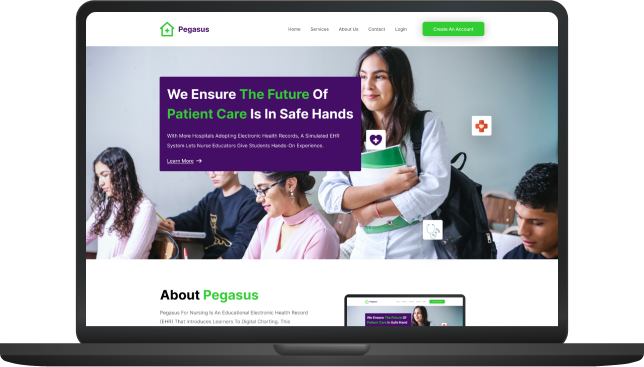 Pegasus
Home Services About Us Contact Login Create An Account
We Ensure The Future Of
Patient Care Is In Safe Hands
With More Hospitals Adopting Electronic Health Records, A Simulated EHR
System Lets Nurse Educators Give Students Hands-On Experience.
Learn More
About Pegasus
Pegasus For Nursing Is An Educational Electronic Health Record
(EHR) That Introduces Learners To Digital Charting. This
Pegasus
We Ensure The Future Of
Patient Care Is In Safe Hands